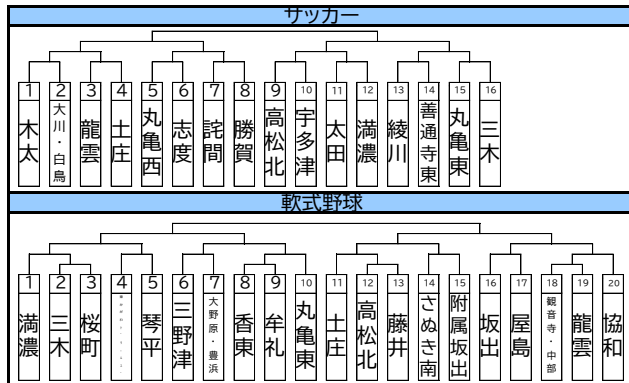 サッカー
1 2 3 4 5 6 7 8 9 10 11 12 13 14 15 16
木太 大川・白鳥 龍雲 土庄 丸亀西 志度 詫間 勝賀 高松北 宇多津 太田 満濃 綾川 善通寺東 丸亀東 三木
軟式野球
1 2 3 4 5 6 7 8 9 10 11 12 13 14 15 16 17 18 19 20
満濃 三木 桜町 琴平 三野津 大野原・豊浜 香東 牟礼 丸亀東 土庄 高松北 藤井 さぬき南 附属坂出 坂出 屋島 観音寺・中部 龍雲 協和